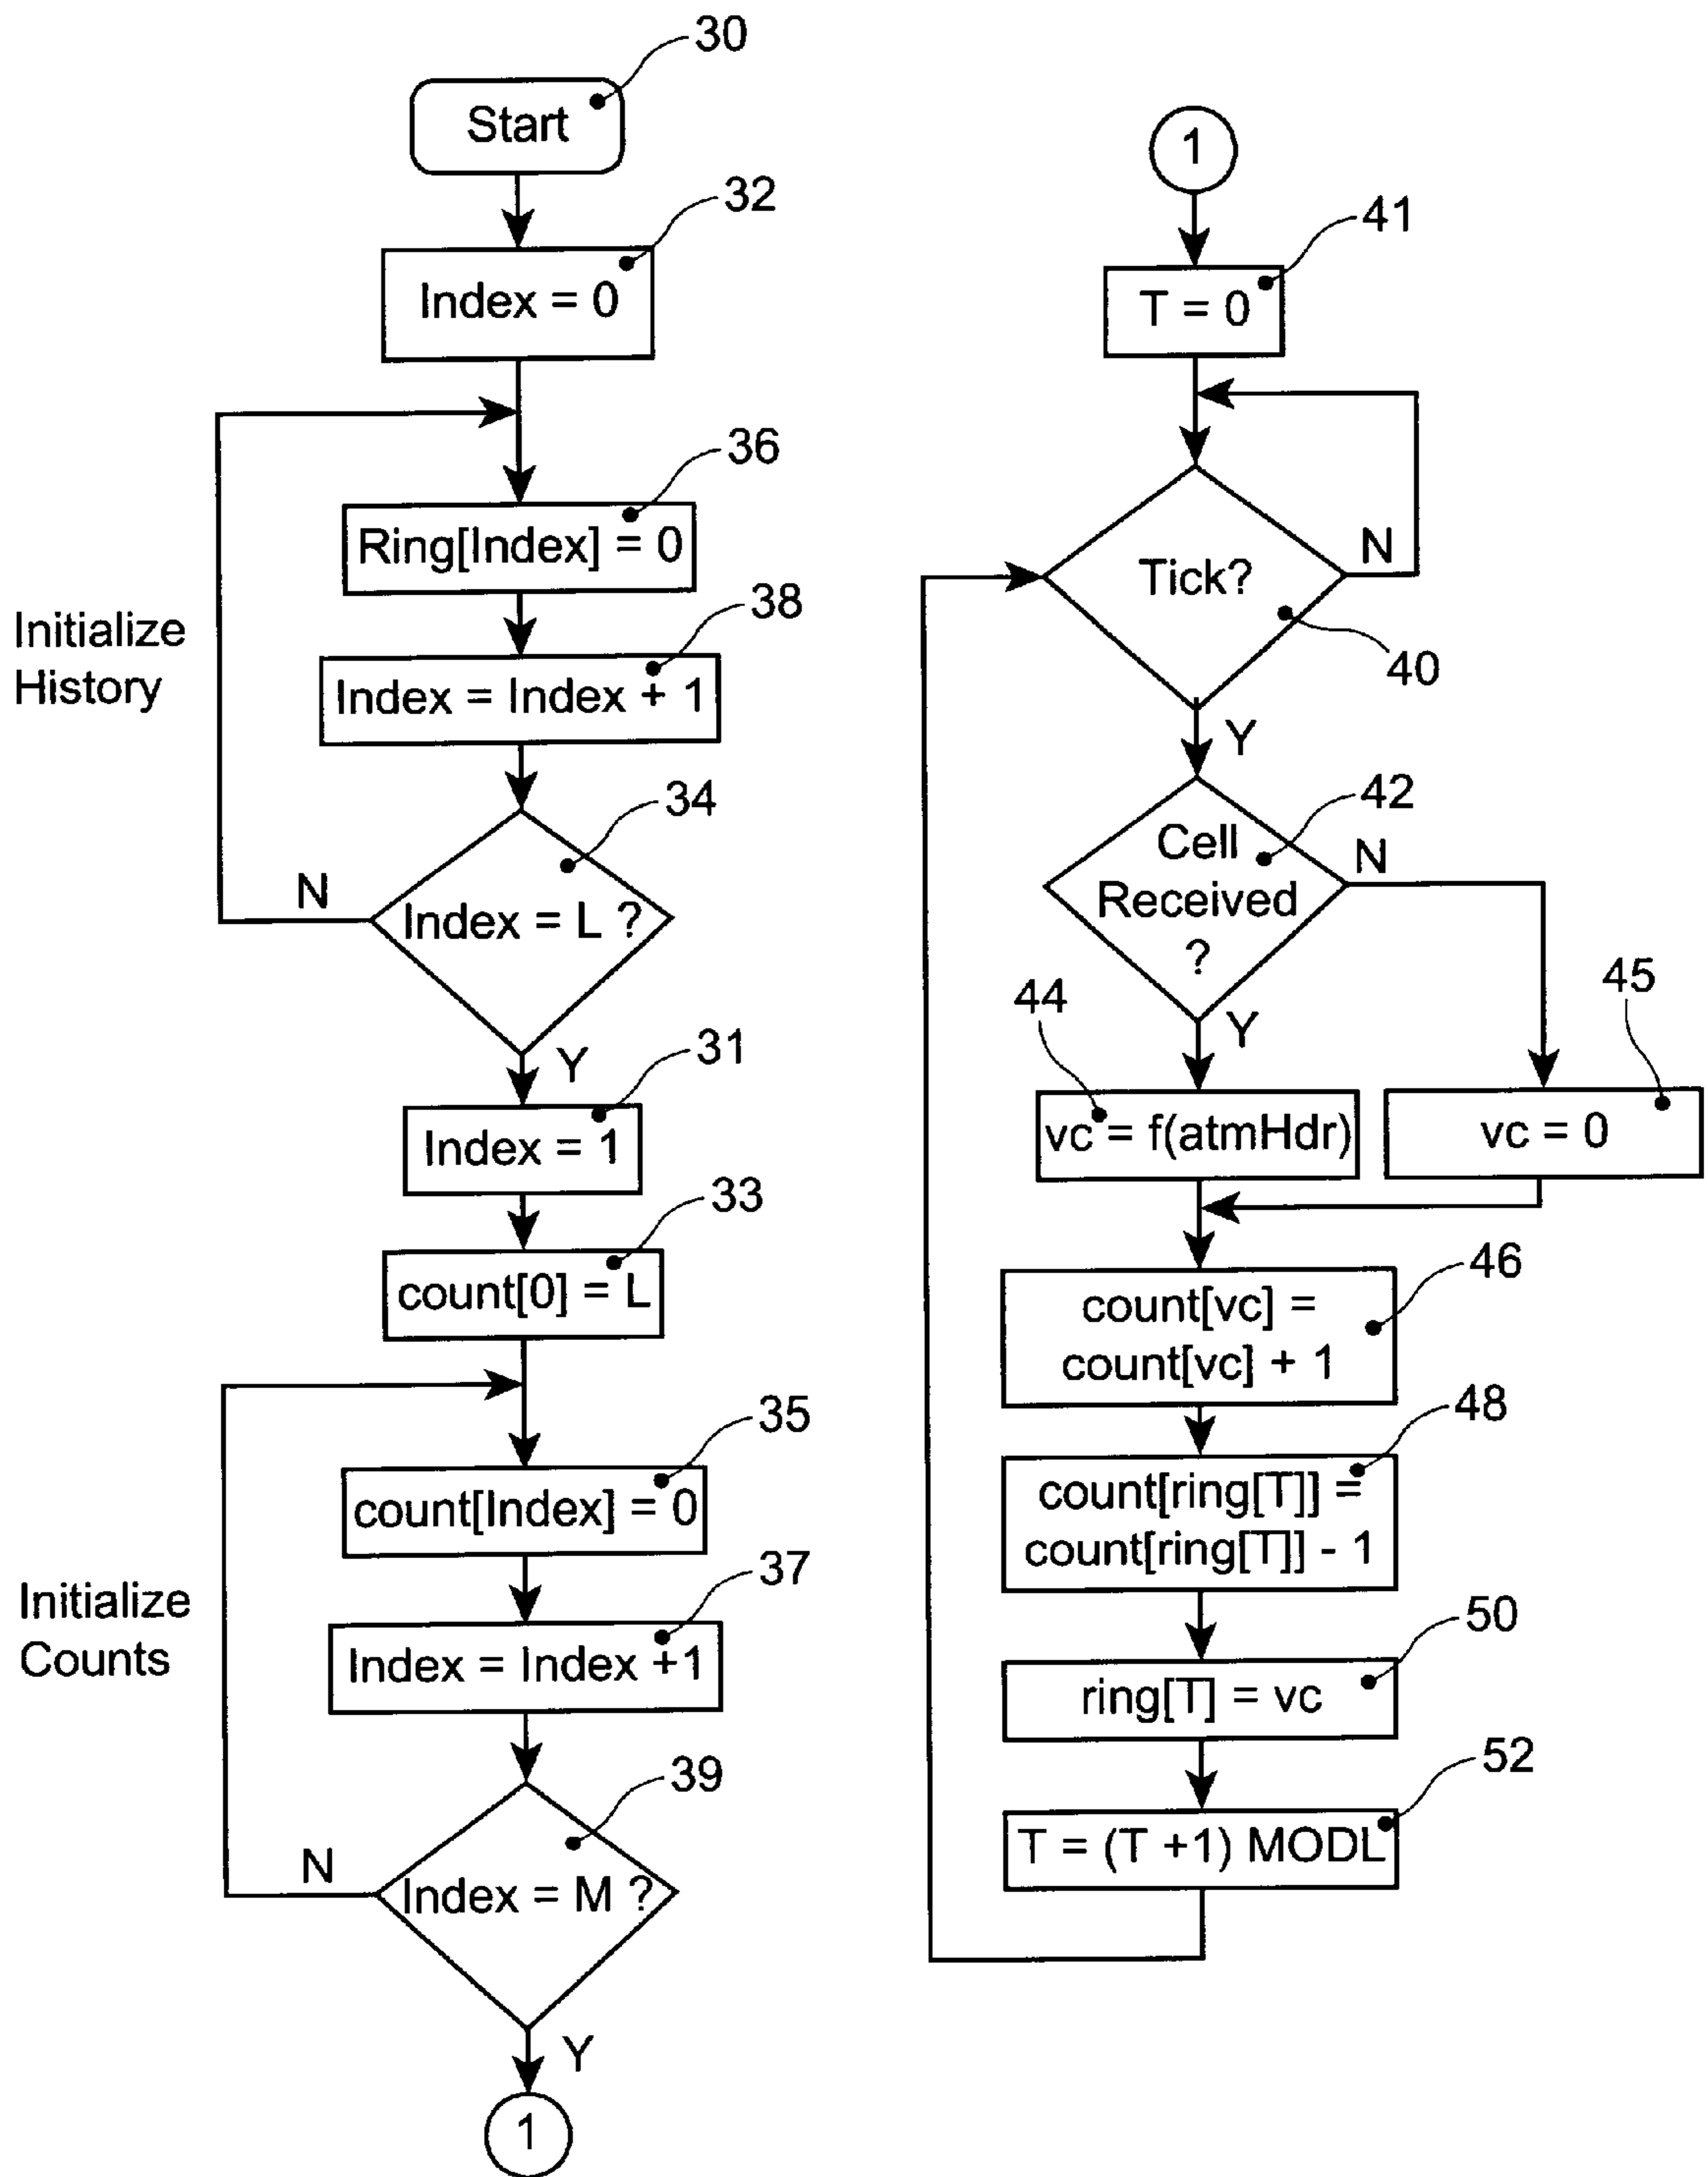 30
Start
32
Index = 0
36
Ring[Index] = 0
38
Index = Index + 1
Initialize
History
34
N
Index = L ?
Y
31
Index = 1
33
count[0] = L
35
count[Index] = 0
37
Index = Index +1
Initialize
Counts
39
N
Index = M ?
Y
1
1
41
T = 0
N
Tick?
40
Y
42
Cell
Received
?
N
44
Y
45
vc = f(atmHdr)
vc = 0
46
count[vc] =
count[vc] + 1
48
count[ring[T]] =
count[ring[T]] - 1
50
ring[T] = vc
52
T = (T +1) MODL